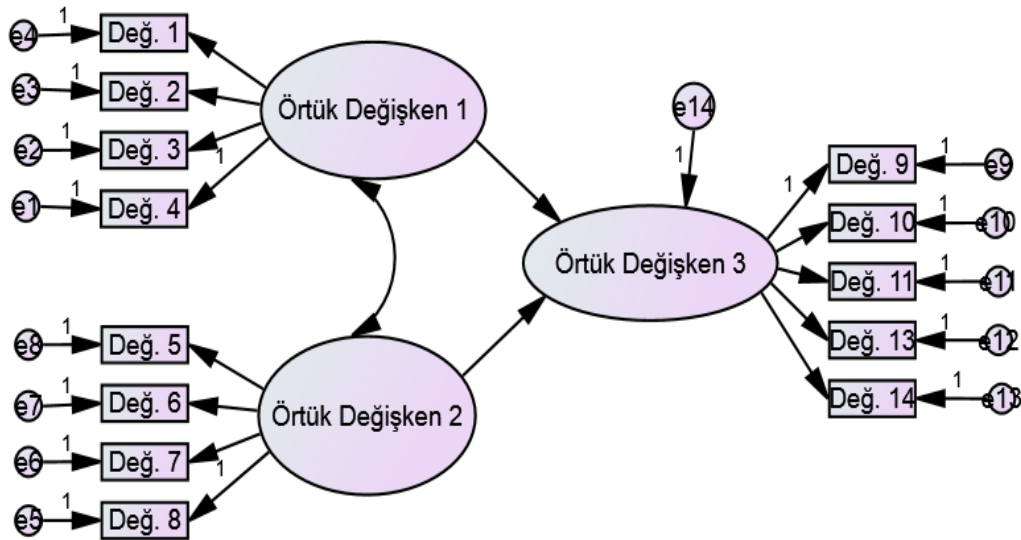 e4 1 Değ. 1
e3 1 Değ. 2
e2 1 Değ. 3
e1 1 Değ. 4
1
Örtük Değişken 1
e8 1 Değ. 5
e7 1 Değ. 6
e6 1 Değ. 7
e5 1 Değ. 8
1
Örtük Değişken 2
e14
1
Örtük Değişken 3
1
Değ. 9 1 e9
Değ. 10 1 e10
Değ. 11 1 e11
Değ. 13 1 e12
Değ. 14 1 e13